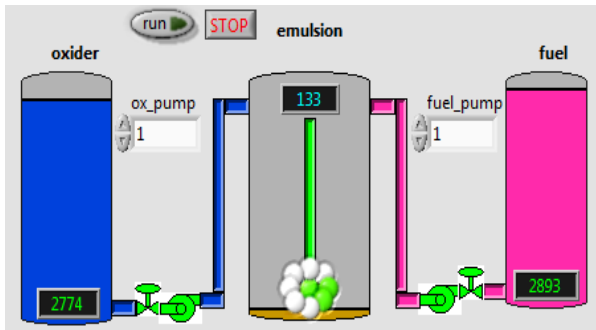 run
STOP
emulsion
oxider
fuel
133
ox_pump
fuel_pump
1
1
2774
2893